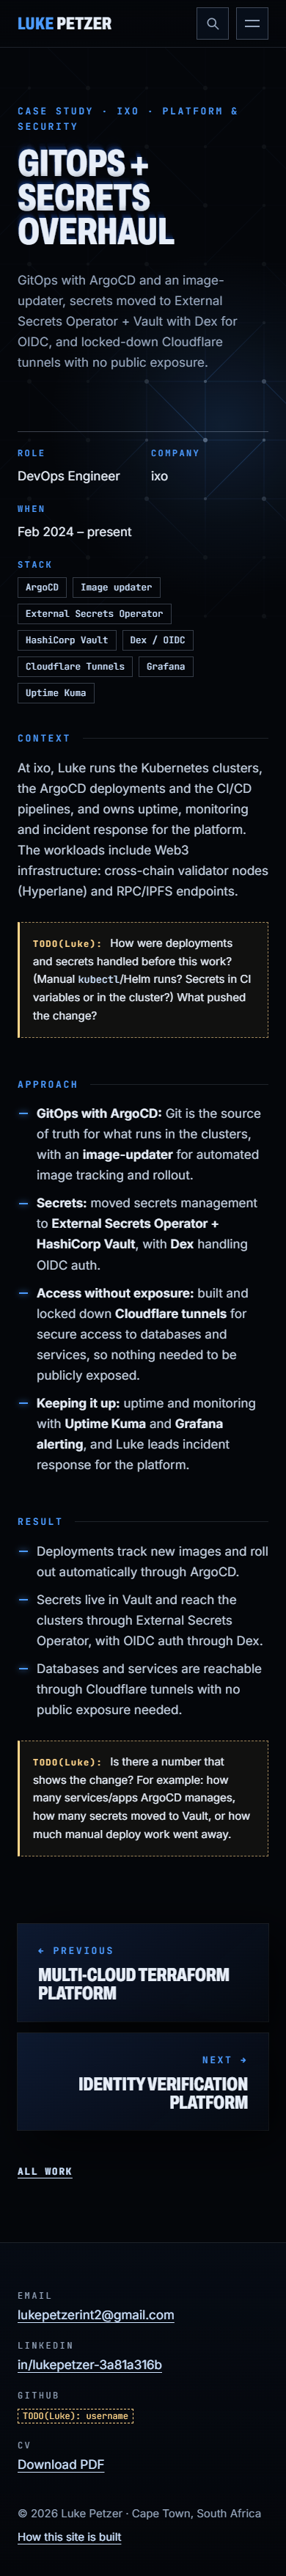 LUKE PETZER
CASE STUDY · IXO · PLATFORM &
SECURITY
GITOPS +
SECRETS
OVERHAUL
GitOps with ArgoCD and an image-
updater, secrets moved to External
Secrets Operator + Vault with Dex for
OIDC, and locked-down Cloudflare
tunnels with no public exposure.
ROLE
COMPANY
DevOps Engineer
ixo
WHEN
Feb 2024 – present
STACK
ArgoCD
Image updater
External Secrets Operator
HashiCorp Vault
Dex / OIDC
Cloudflare Tunnels
Grafana
Uptime Kuma
CONTEXT
At ixo, Luke runs the Kubernetes clusters,
the ArgoCD deployments and the CI/CD
pipelines, and owns uptime, monitoring
and incident response for the platform.
The workloads include Web3
infrastructure: cross-chain validator nodes
(Hyperlane) and RPC/IPFS endpoints.
TODO(Luke): How were deployments
and secrets handled before this work?
(Manual kubectl/Helm runs? Secrets in CI
variables or in the cluster?) What pushed
the change?
APPROACH
GitOps with ArgoCD: Git is the source
of truth for what runs in the clusters,
with an image-updater for automated
image tracking and rollout.
Secrets: moved secrets management
to External Secrets Operator +
HashiCorp Vault, with Dex handling
OIDC auth.
Access without exposure: built and
locked down Cloudflare tunnels for
secure access to databases and
services, so nothing needed to be
publicly exposed.
Keeping it up: uptime and monitoring
with Uptime Kuma and Grafana
alerting, and Luke leads incident
response for the platform.
RESULT
Deployments track new images and roll
out automatically through ArgoCD.
Secrets live in Vault and reach the
clusters through External Secrets
Operator, with OIDC auth through Dex.
Databases and services are reachable
through Cloudflare tunnels with no
public exposure needed.
TODO(Luke): Is there a number that
shows the change? For example: how
many services/apps ArgoCD manages,
how many secrets moved to Vault, or how
much manual deploy work went away.
← PREVIOUS
MULTI-CLOUD TERRAFORM
PLATFORM
NEXT →
IDENTITY VERIFICATION
PLATFORM
ALL WORK
EMAIL
lukepetzerint2@gmail.com
LINKEDIN
in/lukepetzer-3a81a316b
GITHUB
TODO(Luke): username
CV
Download PDF
© 2026 Luke Petzer · Cape Town, South Africa
How this site is built